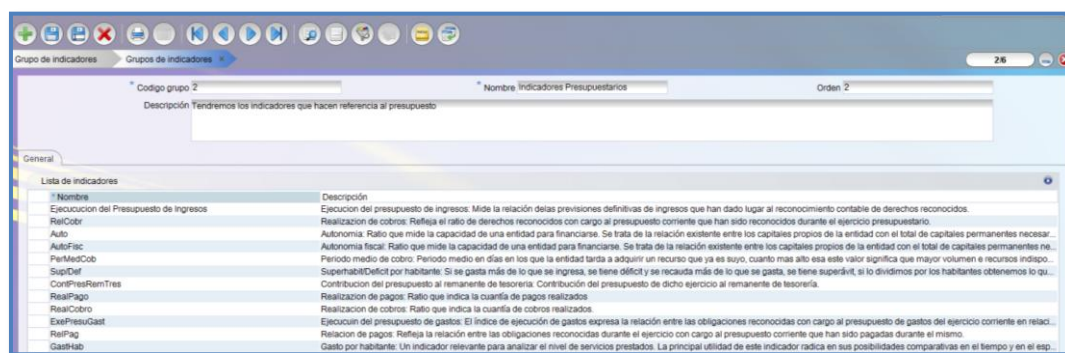 Grupo de indicadores Grupos de indicadores × 2/6
* Codigo grupo 2 * Nombre Indicadores Presupuestarios Orden 2
Descripción Tendremos los indicadores que hacen referencia al presupuesto
General
Lista de indicadores
* Nombre Descripción
Ejecucucion del Presupuesto de Ingresos Ejecucion del presupuesto de ingresos: Mide la relación delas previsiones definitivas de ingresos que han dado lugar al reconocimiento contable de derechos reconocidos.
RelCobr Realizacion de cobros: Refleja el ratio de derechos reconocidos con cargo al presupuesto corriente que han sido reconocidos durante el ejercicio presupuestario.
Auto Autonomia: Ratio que mide la capacidad de una entidad para financiarse. Se trata de la relación existente entre los capitales propios de la entidad con el total de capitales permanentes necesar...
AutoFisc Autonomia fiscal: Ratio que mide la capacidad de una entidad para financiarse. Se trata de la relación existente entre los capitales propios de la entidad con el total de capitales permanentes ne...
PerMedCob Periodo medio de cobro: Periodo medio en días en los que la entidad tarda a adquirir un recurso que ya es suyo, cuanto mas alto esa este valor significa que mayor volumen e recursos indispo...
Sup/Def Superhabit/Deficit por habitante: Si se gasta más de lo que se ingresa, se tiene déficit y se recauda más de lo que se gasta, se tiene superávit, si lo dividimos por los habitantes obtenemos lo qu...
ContPresRemTres Contribucion del presupuesto al remanente de tesoreria: Contribución del presupuesto de dicho ejercicio al remanente de tesorería.
RealPago Realizacion de pagos: Ratio que indica la cuantía de pagos realizados
RealCobro Realizacion de cobros: Ratio que indica la cuantía de cobros realizados.
ExePresuGast Ejecucuin del presupuesto de gastos: El índice de ejecución de gastos expresa la relación entre las obligaciones reconocidas con cargo al presupuesto de gastos del ejercicio corriente en relaci...
RelPag Relacion de pagos: Refleja la relación entre las obligaciones reconocidas durante el ejercicio con cargo al presupuesto corriente que han sido pagadas durante el mismo.
GastHab Gasto por habitante: Un indicador relevante para analizar el nivel de servicios prestados. La principal utilidad de este indicador radica en sus posibilidades comparativas en el tiempo y en el esp...